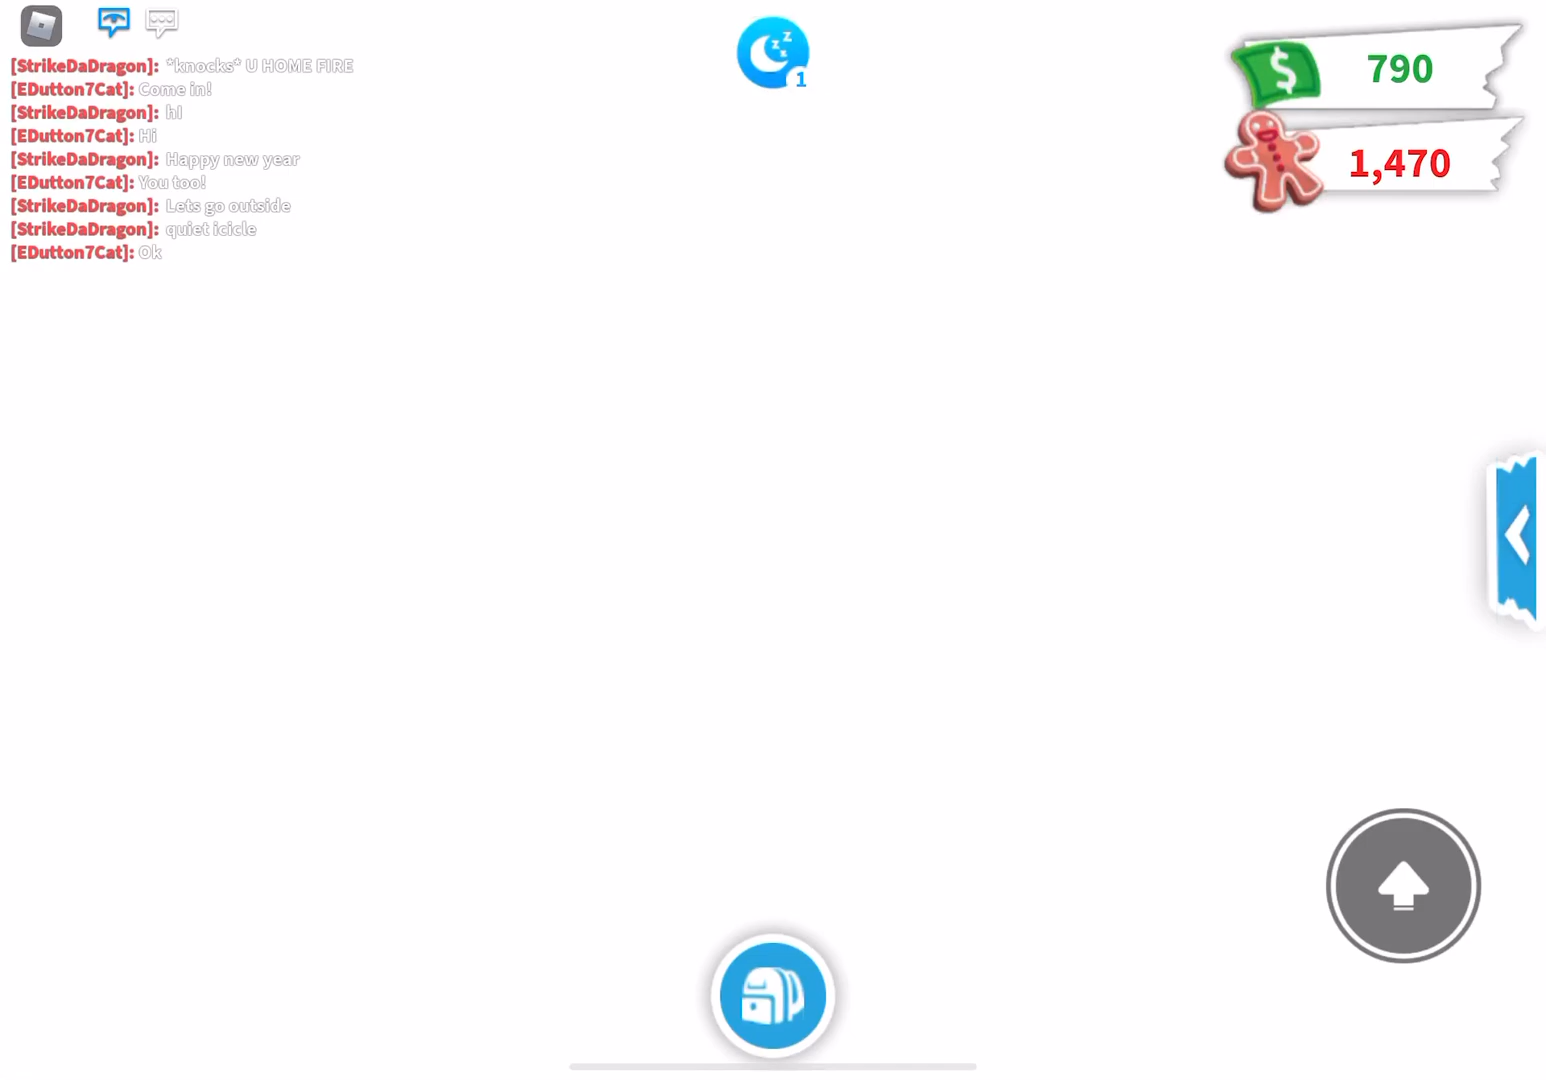 [StrikeDaDragon]: *knocks* U HOME FIRE
[EDutton7Cat]: Come in!
[StrikeDaDragon]: hI
[EDutton7Cat]: Hi
[StrikeDaDragon]: Happy new year
[EDutton7Cat]: You too!
[StrikeDaDragon]: Lets go outside
[StrikeDaDragon]: quiet icicle
[EDutton7Cat]: Ok
z z z
1
$ 790
1,470